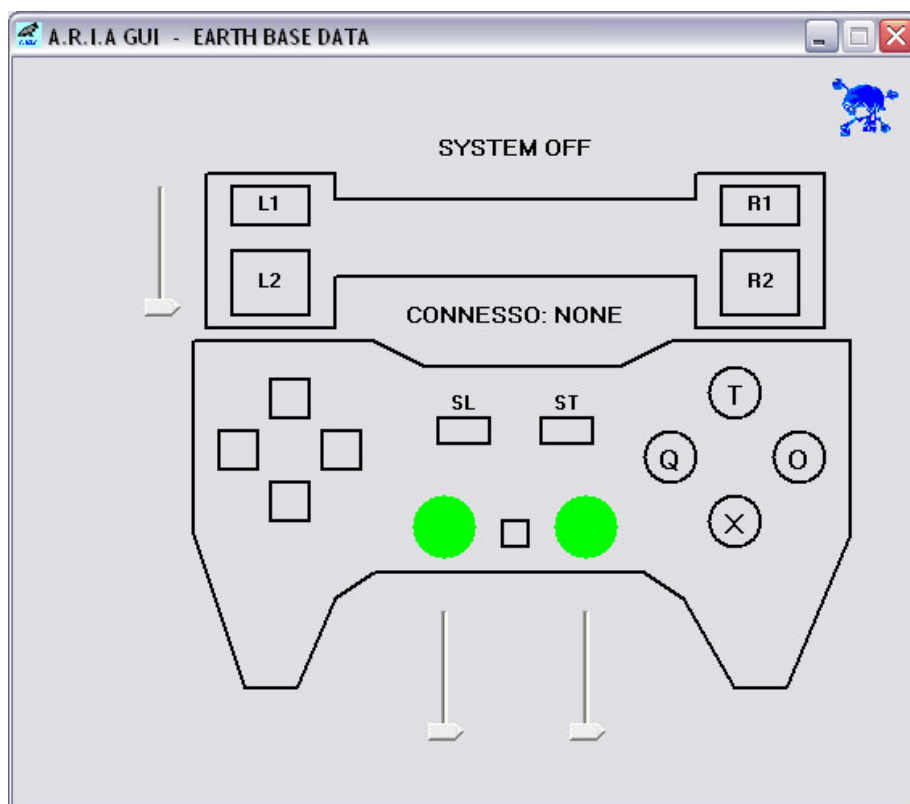 A.R.I.A GUI - EARTH BASE DATA
SYSTEM OFF
L1
R1
L2
R2
CONNESSO: NONE
SL
ST
T
Q
O
X